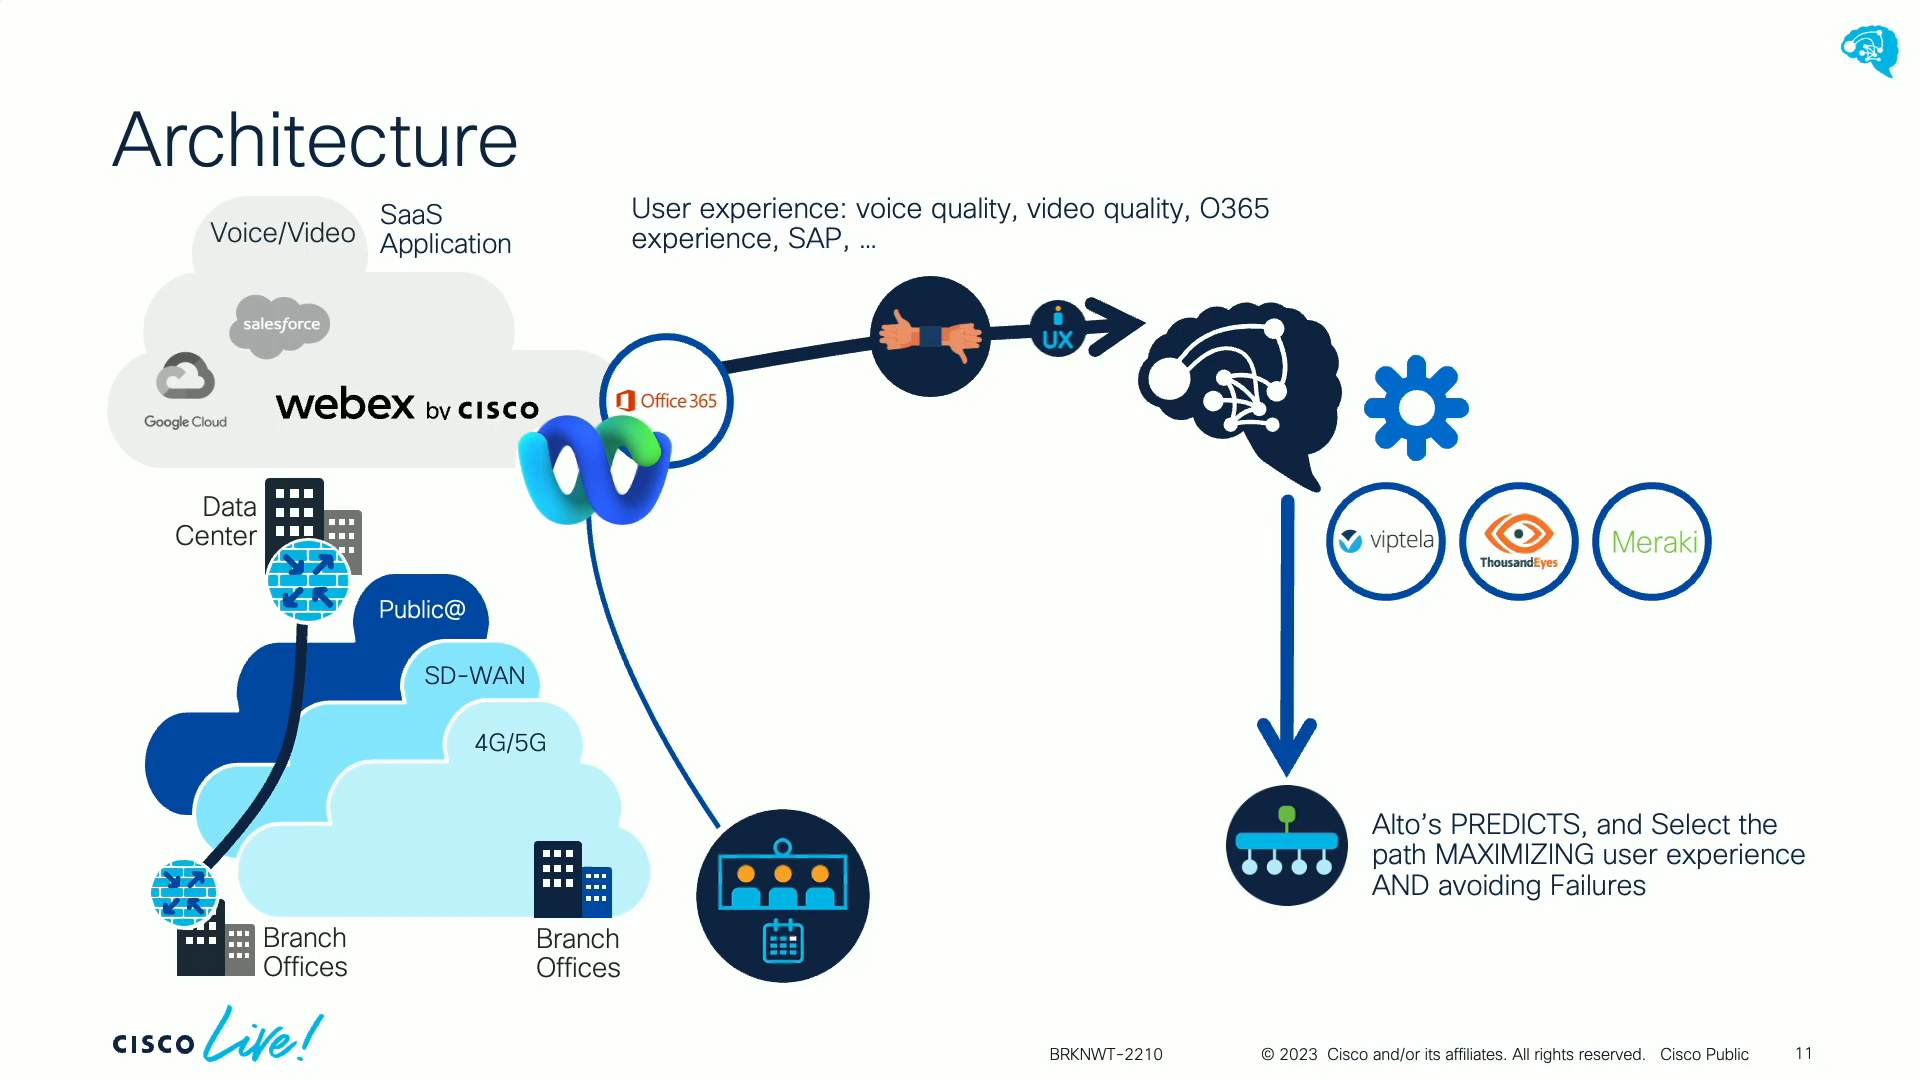 Architecture
Voice/Video
SaaS
Application
User experience: voice quality, video quality, O365
experience, SAP, ...
salesforce
Google Cloud
webex by CISCO
Office 365
UX
Data
Center
viptela
ThousandEyes
Meraki
Public@
SD-WAN
4G/5G
Alto's PREDICTS, and Select the
path MAXIMIZING user experience
AND avoiding Failures
Branch
Offices
Branch
Offices
CISCO Live!
BRKNWT-2210
© 2023 Cisco and/or its affiliates. All rights reserved. Cisco Public
11